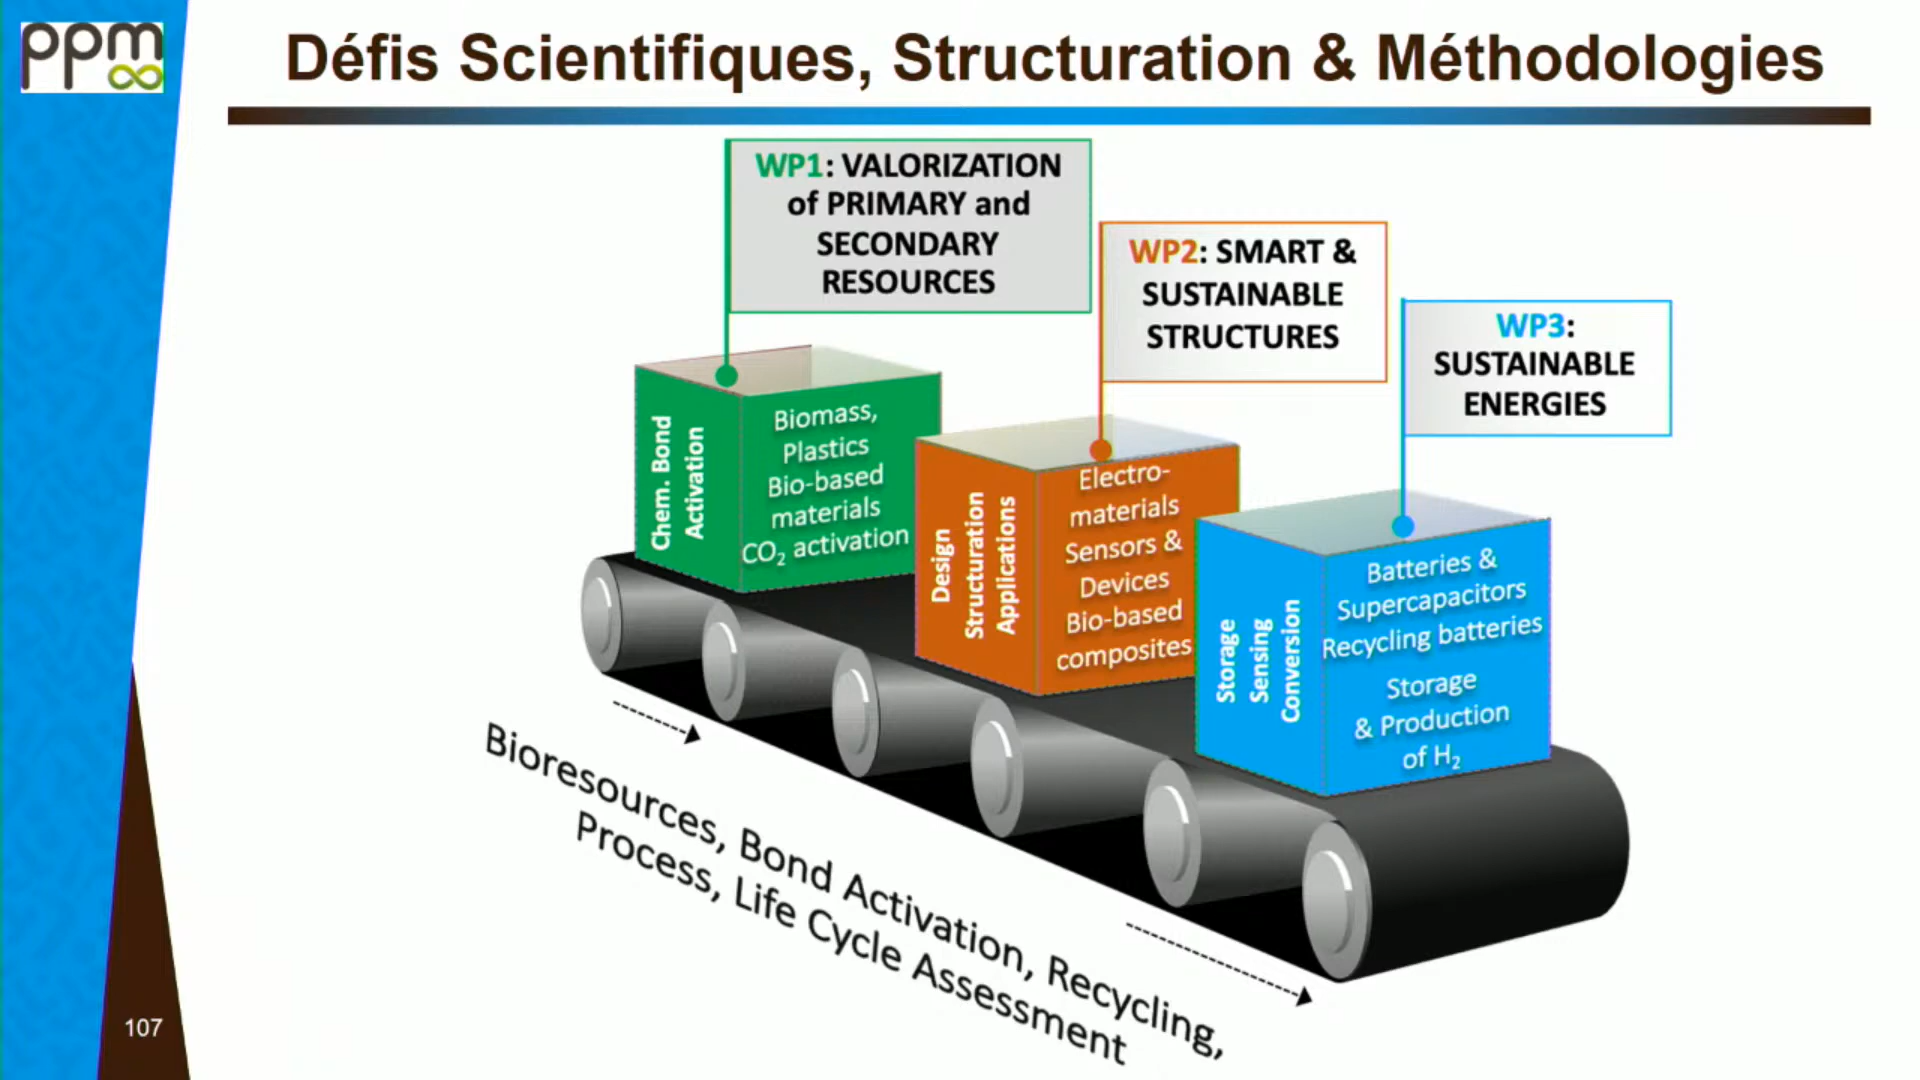 ppm
Défis Scientifiques, Structuration & Méthodologies
WP1: VALORIZATION
of PRIMARY and
SECONDARY
RESOURCES
WP2: SMART &
SUSTAINABLE
STRUCTURES
WP3:
SUSTAINABLE
ENERGIES
Chem. Bond
Activation
Biomass,
Plastics
Bio-based
materials
CO₂ activation
Design
Structuration
Applications
Electro-
materials
Sensors &
Devices
Bio-based
composites
Storage
Sensing
Conversion
Batteries &
Supercapacitors
Recycling batteries
Storage
& Production
of H₂
Bioresources, Bond Activation, Recycling,
Process, Life Cycle Assessment
107